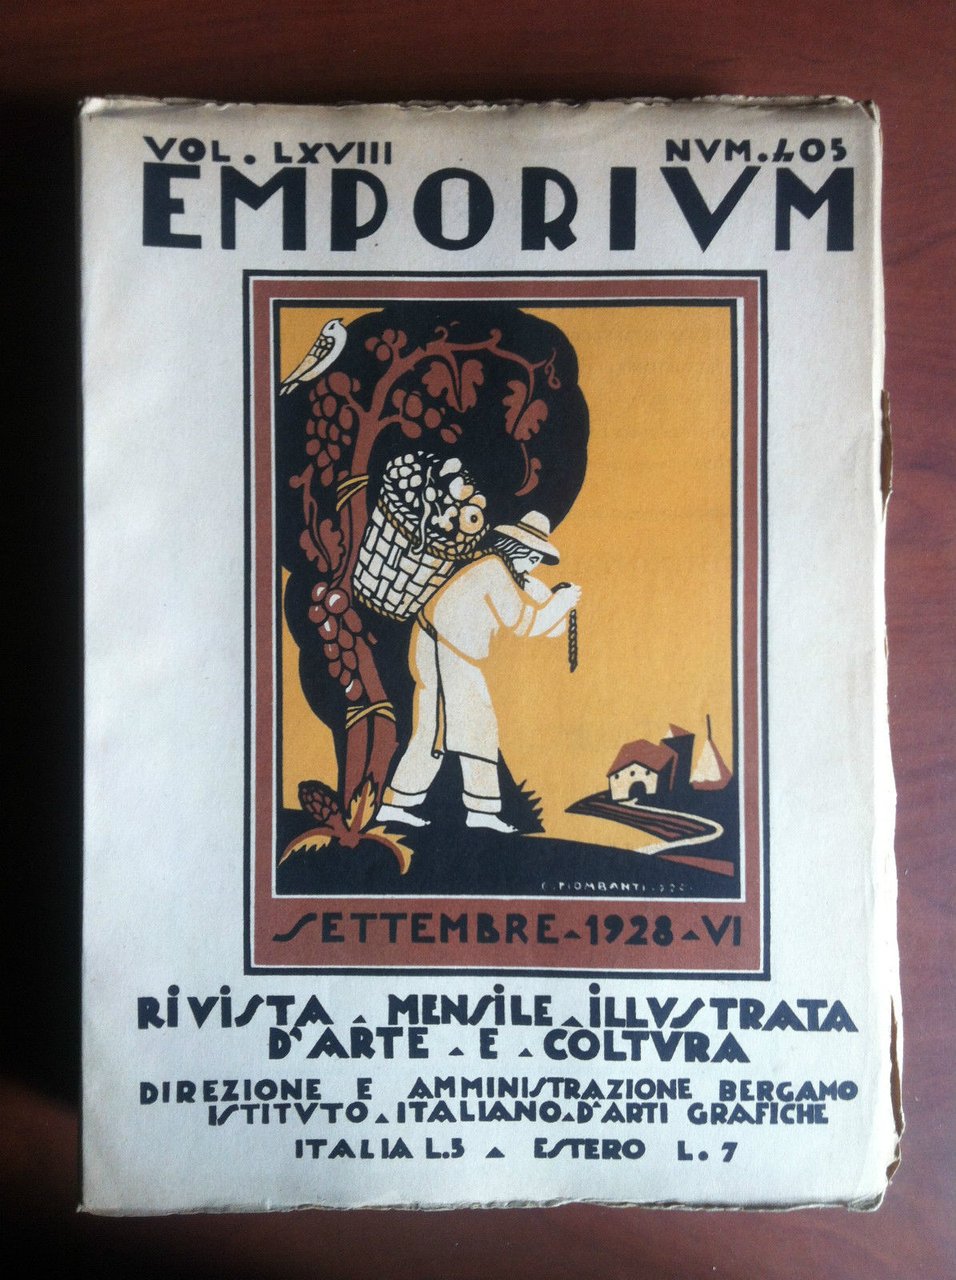 VOL. LXVIII NVM. 405
EMPORIVM
PIOMBANTI
SETTEMBRE 1928 VI
RIVISTA MENSILE ILLVSTRATA
D'ARTE E COLTVRA
DIREZIONE E AMMINISTRAZIONE BERGAMO
ISTITVTO ITALIANO D'ARTI GRAFICHE
ITALIA L.5 ESTERO L. 7